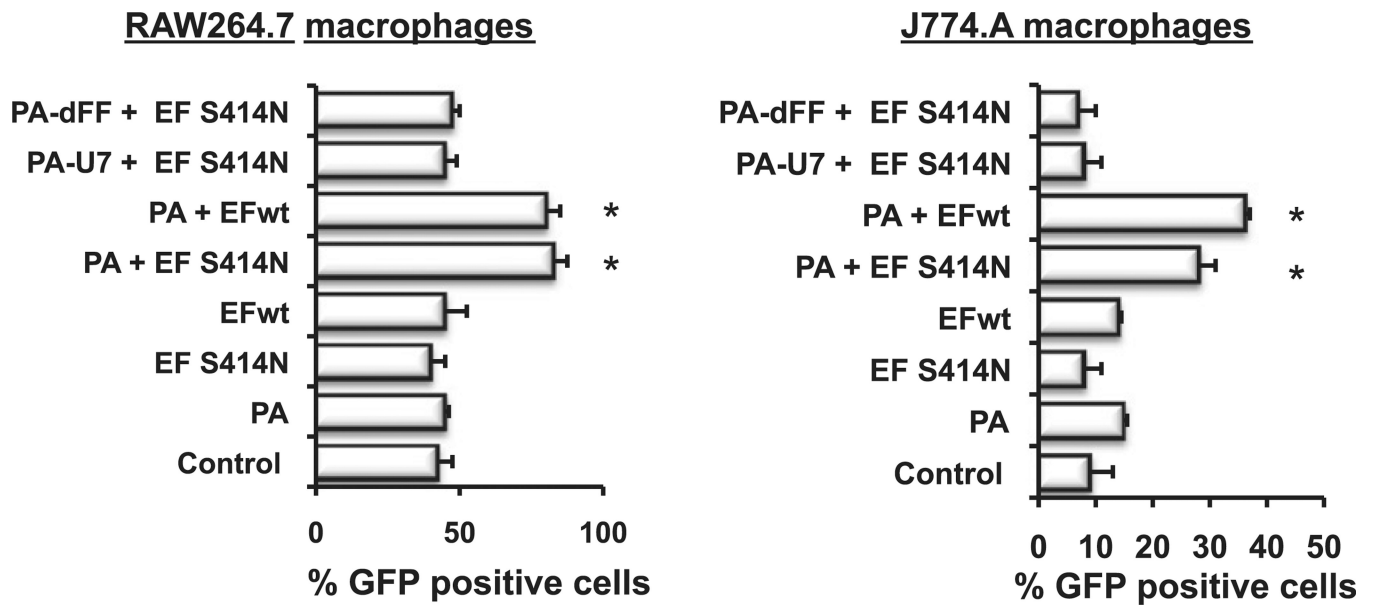 RAW264.7 macrophages
PA-dFF + EF S414N
PA-U7 + EF S414N
PA + EFwt *
PA + EF S414N *
EFwt
EF S414N
PA
Control
0 50 100
% GFP positive cells
J774.A macrophages
PA-dFF + EF S414N
PA-U7 + EF S414N
PA + EFwt *
PA + EF S414N *
EFwt
EF S414N
PA
Control
0 10 20 30 40 50
% GFP positive cells